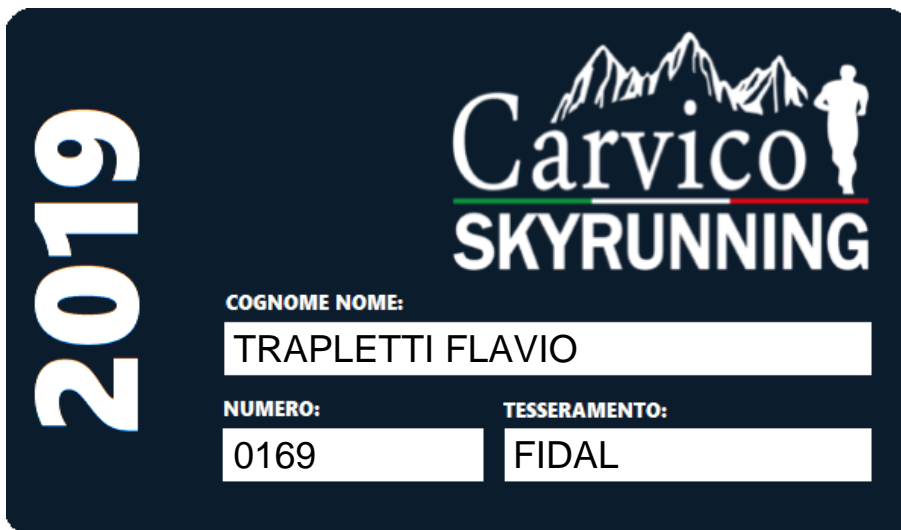 2019
Carvico
SKYRUNNING
COGNOME NOME:
TRAPLETTI FLAVIO
NUMERO:
TESSERAMENTO:
0169
FIDAL